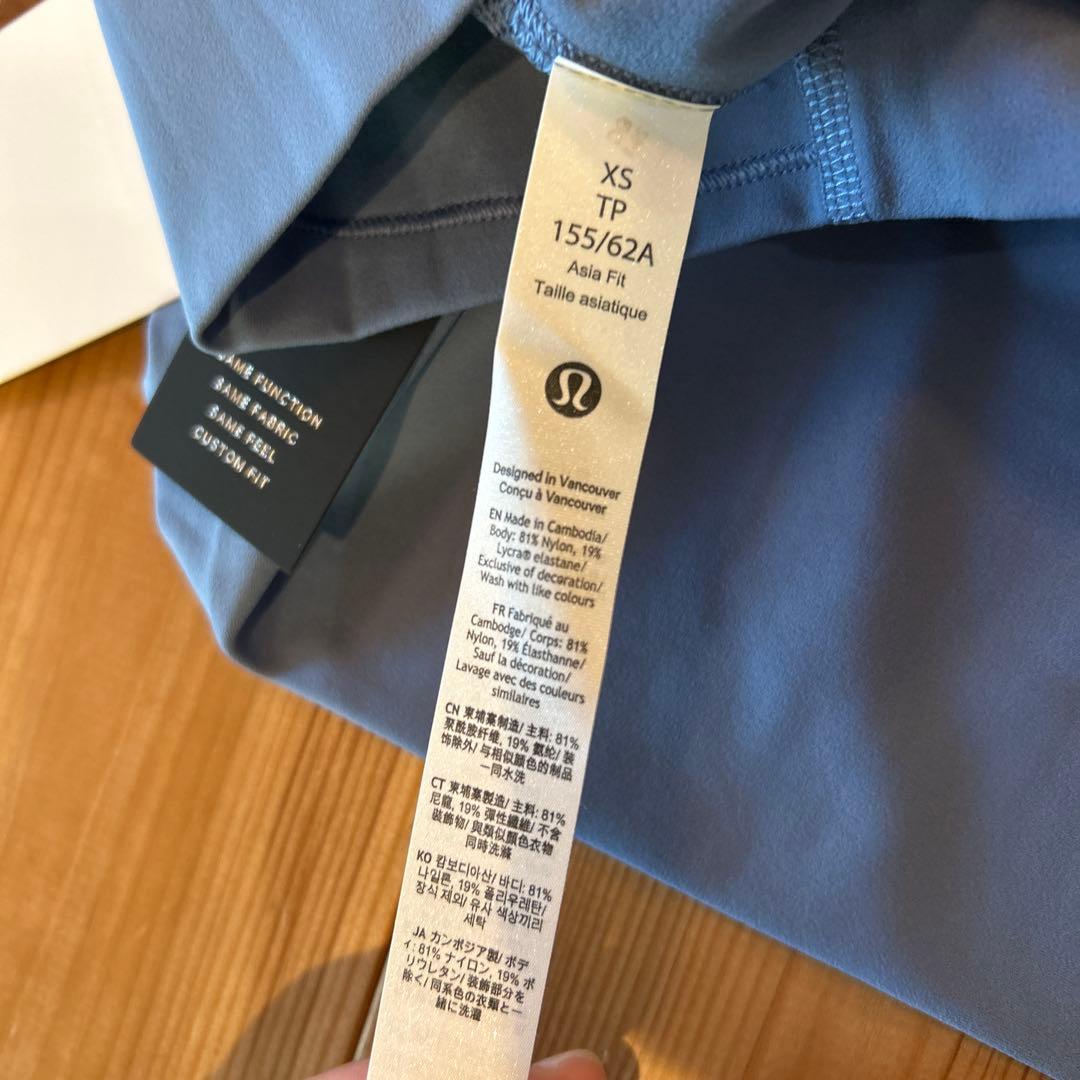 XS
TP
155/62A
Asia Fit
Taille asiatique
Designed in Vancouver
Conçu à Vancouver
EN Made in Cambodia/
Body: 81% Nylon, 19%
Lycra® elastane/
Exclusive of decoration/
Wash with like colours
FR Fabriqué au
Cambodge/ Corps: 81%
Nylon, 19% Élasthanne/
Sauf la décoration/
Lavage avec des couleurs
similaires
CN 柬埔寨制造/ 主料: 81%
聚酰胺纤维, 19% 氨纶/ 装
饰除外/ 与相似颜色的制品
一同水洗
CT 柬埔寨製造/ 主料: 81%
尼龍, 19% 彈性纖維/ 不含
裝飾物/ 與類似顏色衣物
同時洗滌
KO 캄보디아산/ 바디: 81%
나일론, 19% 폴리우레탄/
장식 제외/ 유사 색상끼리
세탁
JA カンボジア製/ ボデ
ィ: 81% ナイロン, 19% ポ
リウレタン/ 装飾部分を
除く/ 同系色の衣類と一
緒に洗濯
SAME FUNCTION
SAME FABRIC
SAME FEEL
CUSTOM FIT